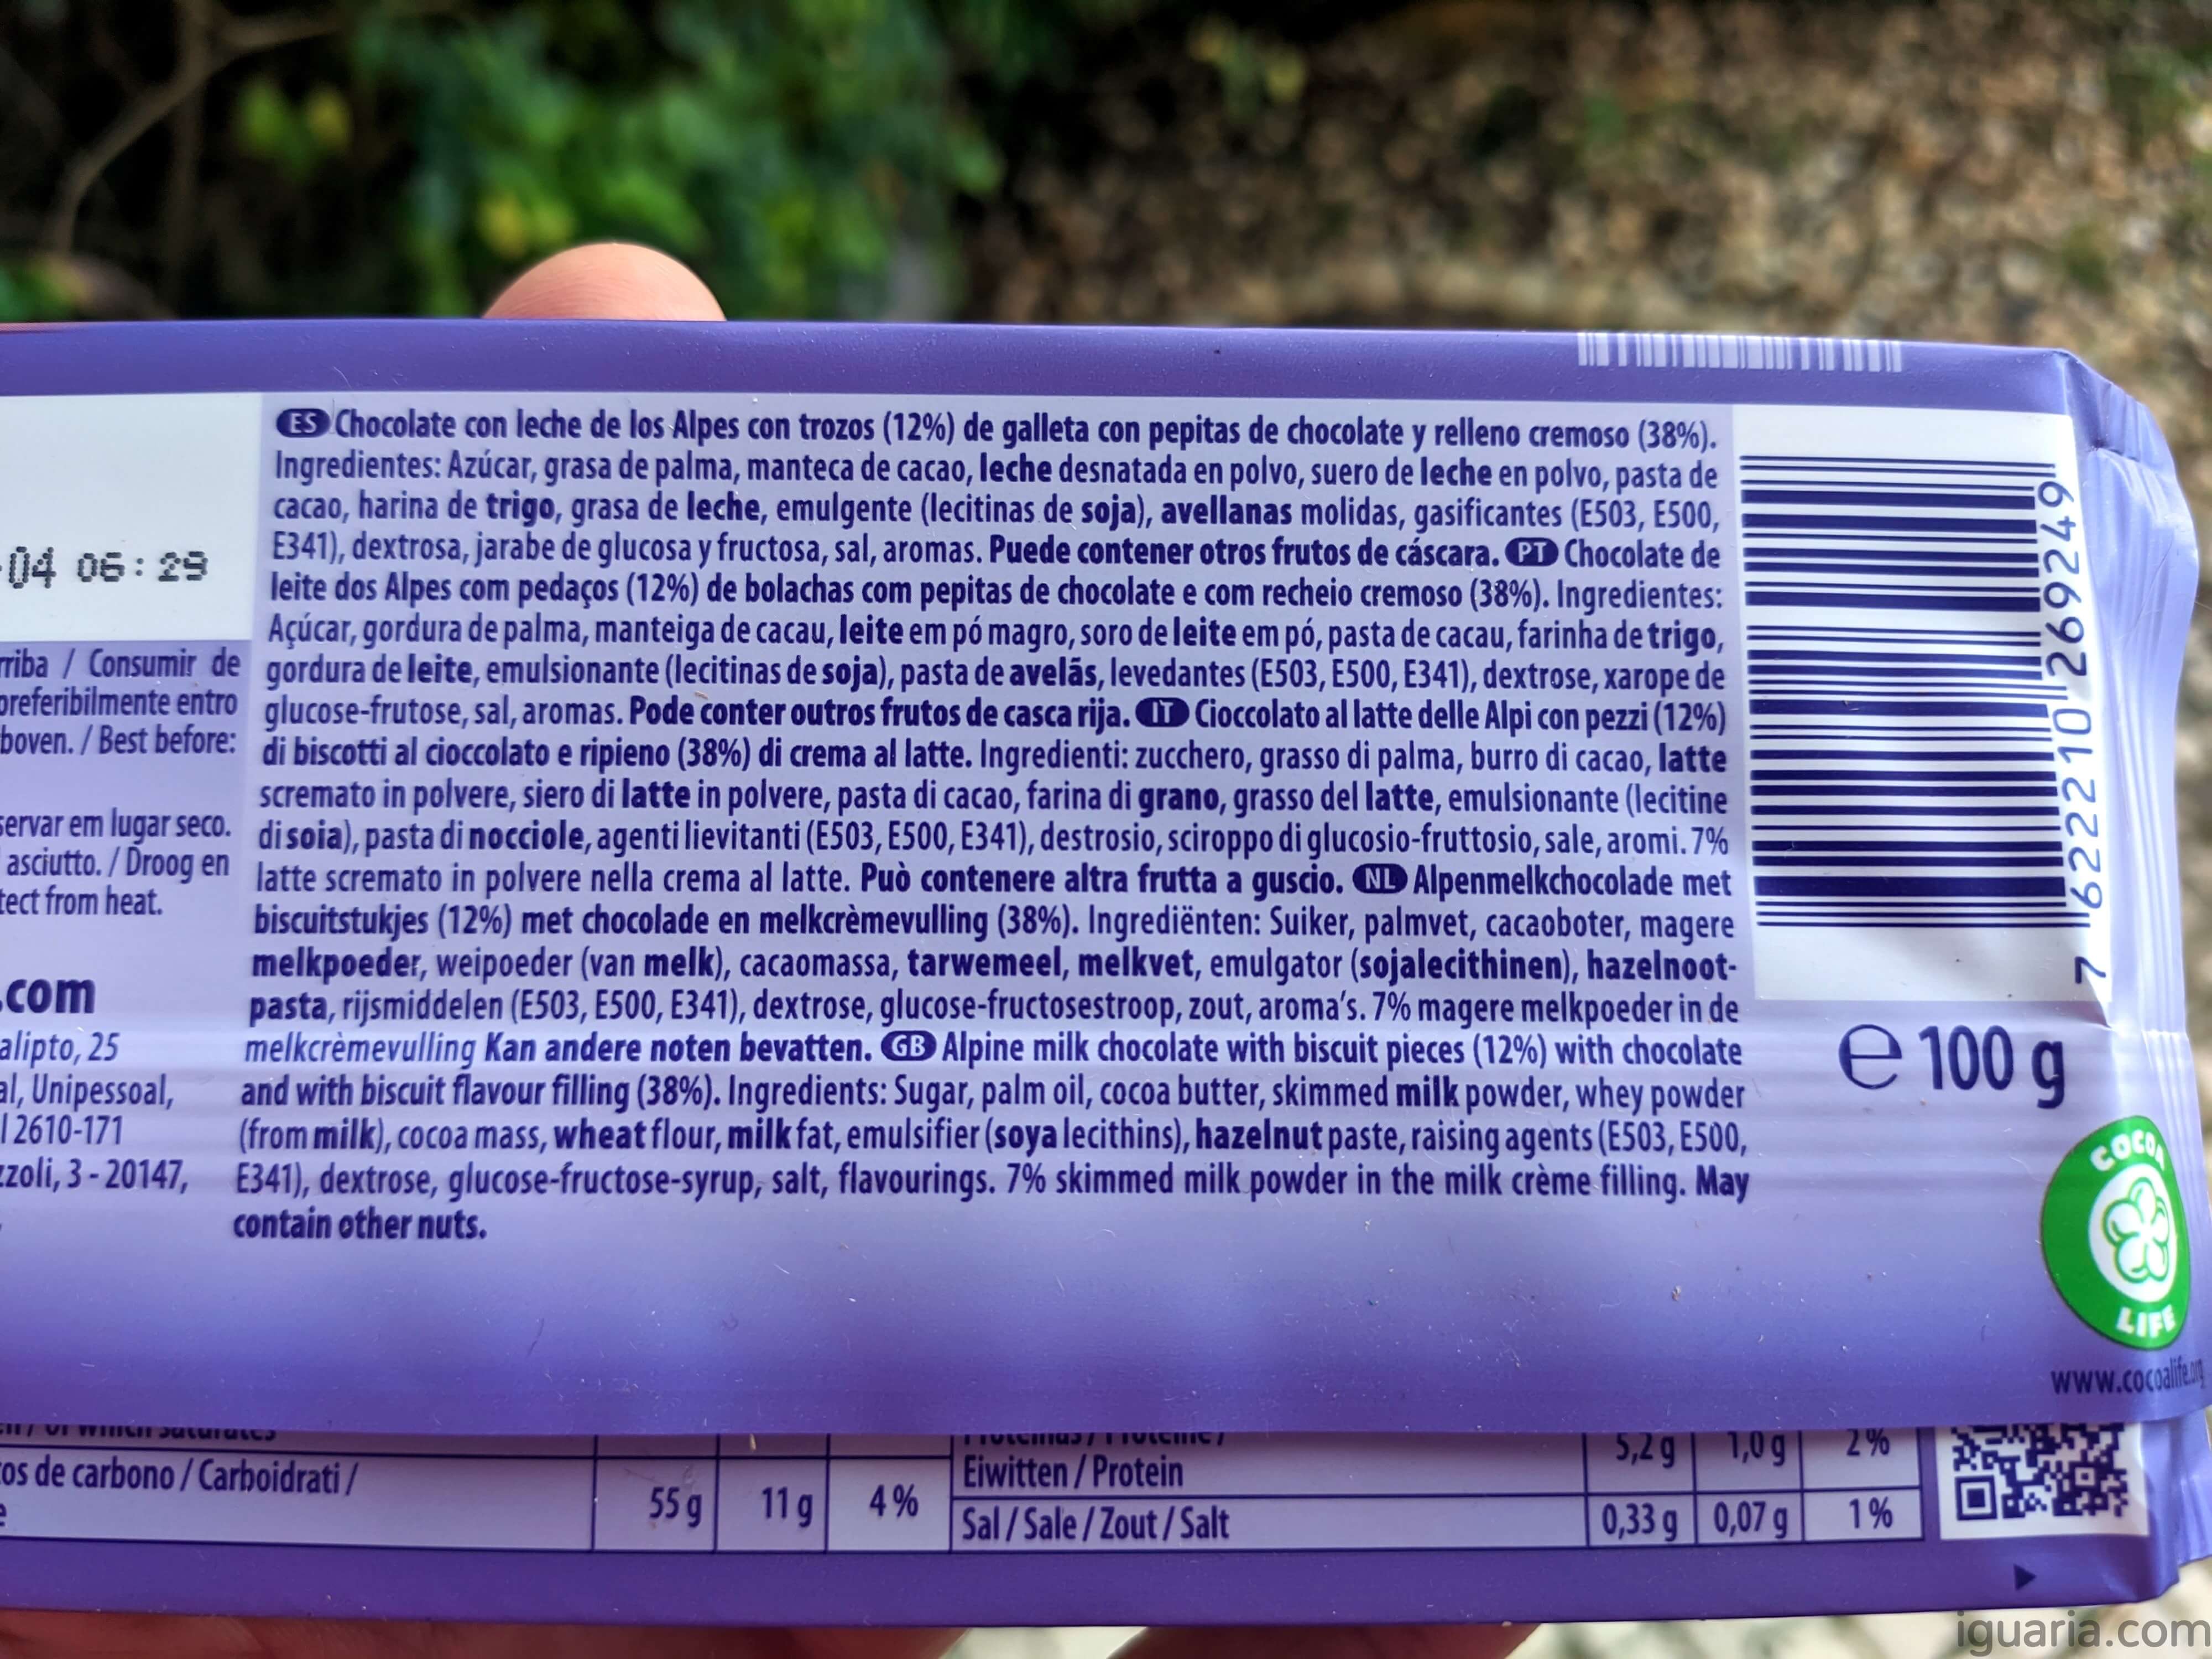 ES Chocolate con leche de los Alpes con trozos (12%) de galleta con pepitas de chocolate y relleno cremoso (38%).
Ingredientes: Azúcar, grasa de palma, manteca de cacao, leche desnatada en polvo, suero de leche en polvo, pasta de
cacao, harina de trigo, grasa de leche, emulgente (lecitinas de soja), avellanas molidas, gasificantes (E503, E500,
E341), dextrosa, jarabe de glucosa y fructosa, sal, aromas. Puede contener otros frutos de cáscara. PT Chocolate de
leite dos Alpes com pedaços (12%) de bolachas com pepitas de chocolate e com recheio cremoso (38%). Ingredientes:
Açúcar, gordura de palma, manteiga de cacau, leite em pó magro, soro de leite em pó, pasta de cacau, farinha de trigo,
gordura de leite, emulsionante (lecitinas de soja), pasta de avelãs, levedantes (E503, E500, E341), dextrose, xarope de
glucose-frutose, sal, aromas. Pode conter outros frutos de casca rija. IT Cioccolato al latte delle Alpi con pezzi (12%)
di biscotti al cioccolato e ripieno (38%) di crema al latte. Ingredienti: zucchero, grasso di palma, burro di cacao, latte
scremato in polvere, siero di latte in polvere, pasta di cacao, farina di grano, grasso del latte, emulsionante (lecitine
di soia), pasta di nocciole, agenti lievitanti (E503, E500, E341), destrosio, sciroppo di glucosio-fruttosio, sale, aromi. 7%
latte scremato in polvere nella crema al latte. Può contenere altra frutta a guscio. NL Alpenmelkchocolade met
biscuitstukjes (12%) met chocolade en melkcrèmevulling (38%). Ingrediënten: Suiker, palmvet, cacaoboter, magere
melkpoeder, weipoeder (van melk), cacaomassa, tarwemeel, melkvet, emulgator (sojalecithinen), hazelnoot-
pasta, rijsmiddelen (E503, E500, E341), dextrose, glucose-fructosestroop, zout, aroma's. 7% magere melkpoeder in de
melkcrèmevulling Kan andere noten bevatten. GB Alpine milk chocolate with biscuit pieces (12%) with chocolate
and with biscuit flavour filling (38%). Ingredients: Sugar, palm oil, cocoa butter, skimmed milk powder, whey powder
(from milk), cocoa mass, wheat flour, milk fat, emulsifier (soya lecithins), hazelnut paste, raising agents (E503, E500,
E341), dextrose, glucose-fructose-syrup, salt, flavourings. 7% skimmed milk powder in the milk crème filling. May
contain other nuts.
04 06:29
rriba / Consumir de
preferibilmente entro
boven. / Best before:
servar em lugar seco.
asciutto. / Droog en
tect from heat.
.com
alipto, 25
al, Unipessoal,
2610-171
zzoli, 3 - 20147,
7 622210 269249
e 100 g
COCOA
LIFE
www.cocoalife.org
of which saturates
os de carbono / Carboidrati /
55 g 11 g 4 %
Proteínas / Proteine /
Eiwitten / Protein
5,2 g 1,0 g 2 %
Sal / Sale / Zout / Salt
0,33 g 0,07 g 1 %
iguaria.com